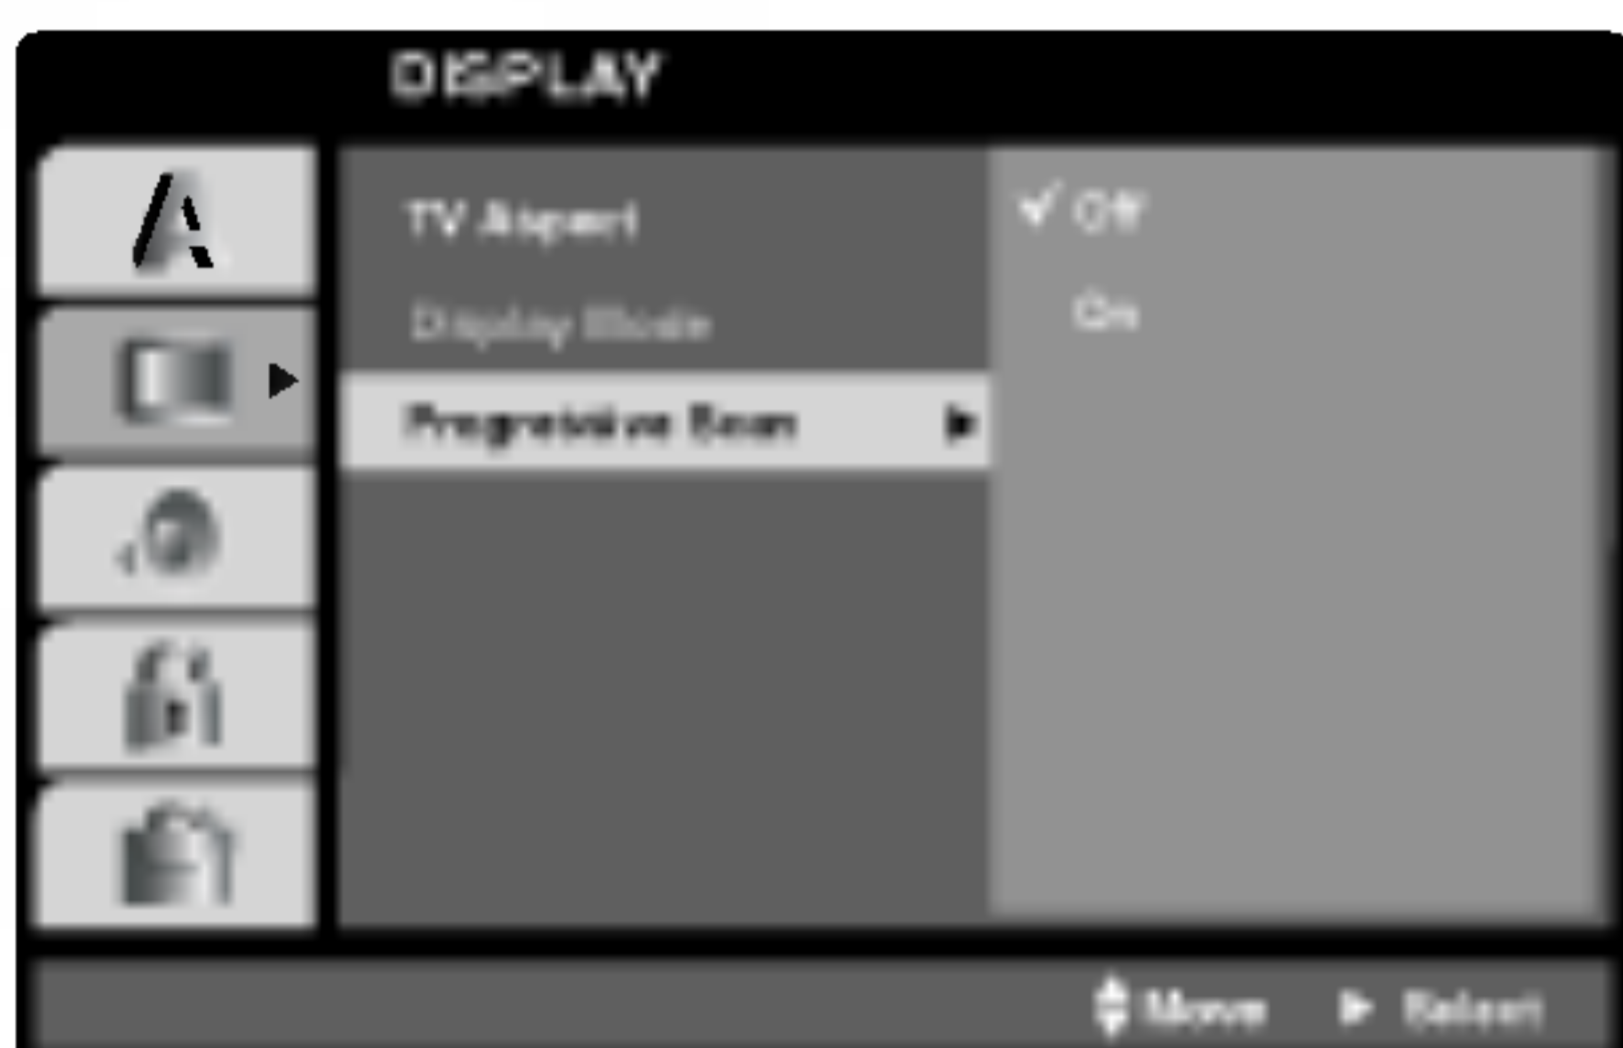 DISPLAY
A
TV Aspect
Display Mode
Progressive Scan
Off
On
Move
Select